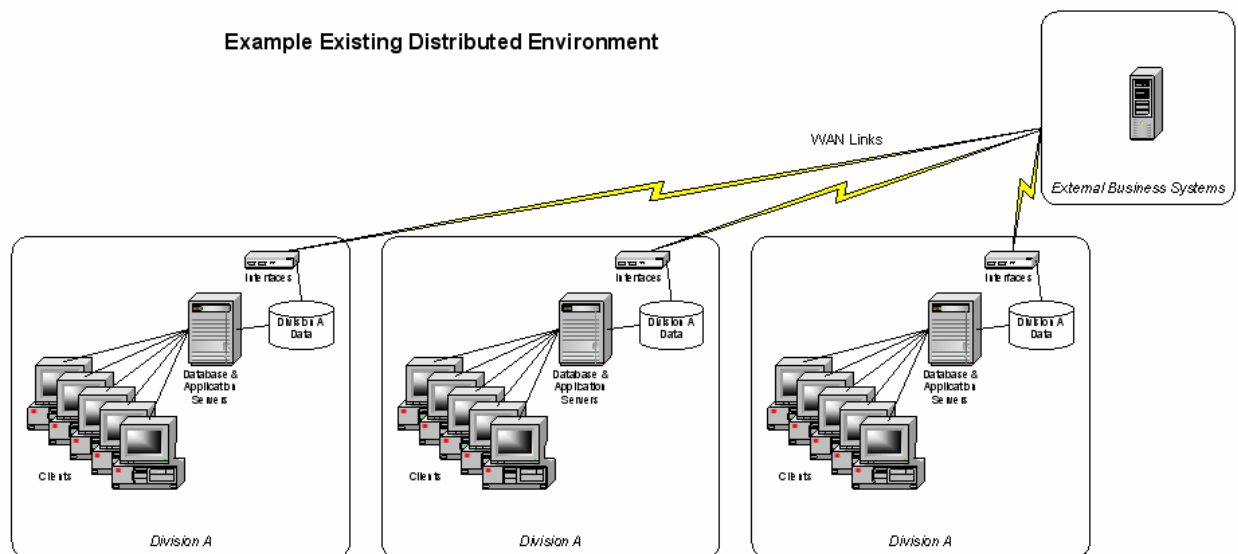 Example Existing Distributed Environment
WAN Links
External Business Systems
Interfaces
Division A
Data
Database &
Application
Servers
Clients
Division A
Interfaces
Division A
Data
Database &
Application
Servers
Clients
Division A
Interfaces
Division A
Data
Database &
Application
Servers
Clients
Division A